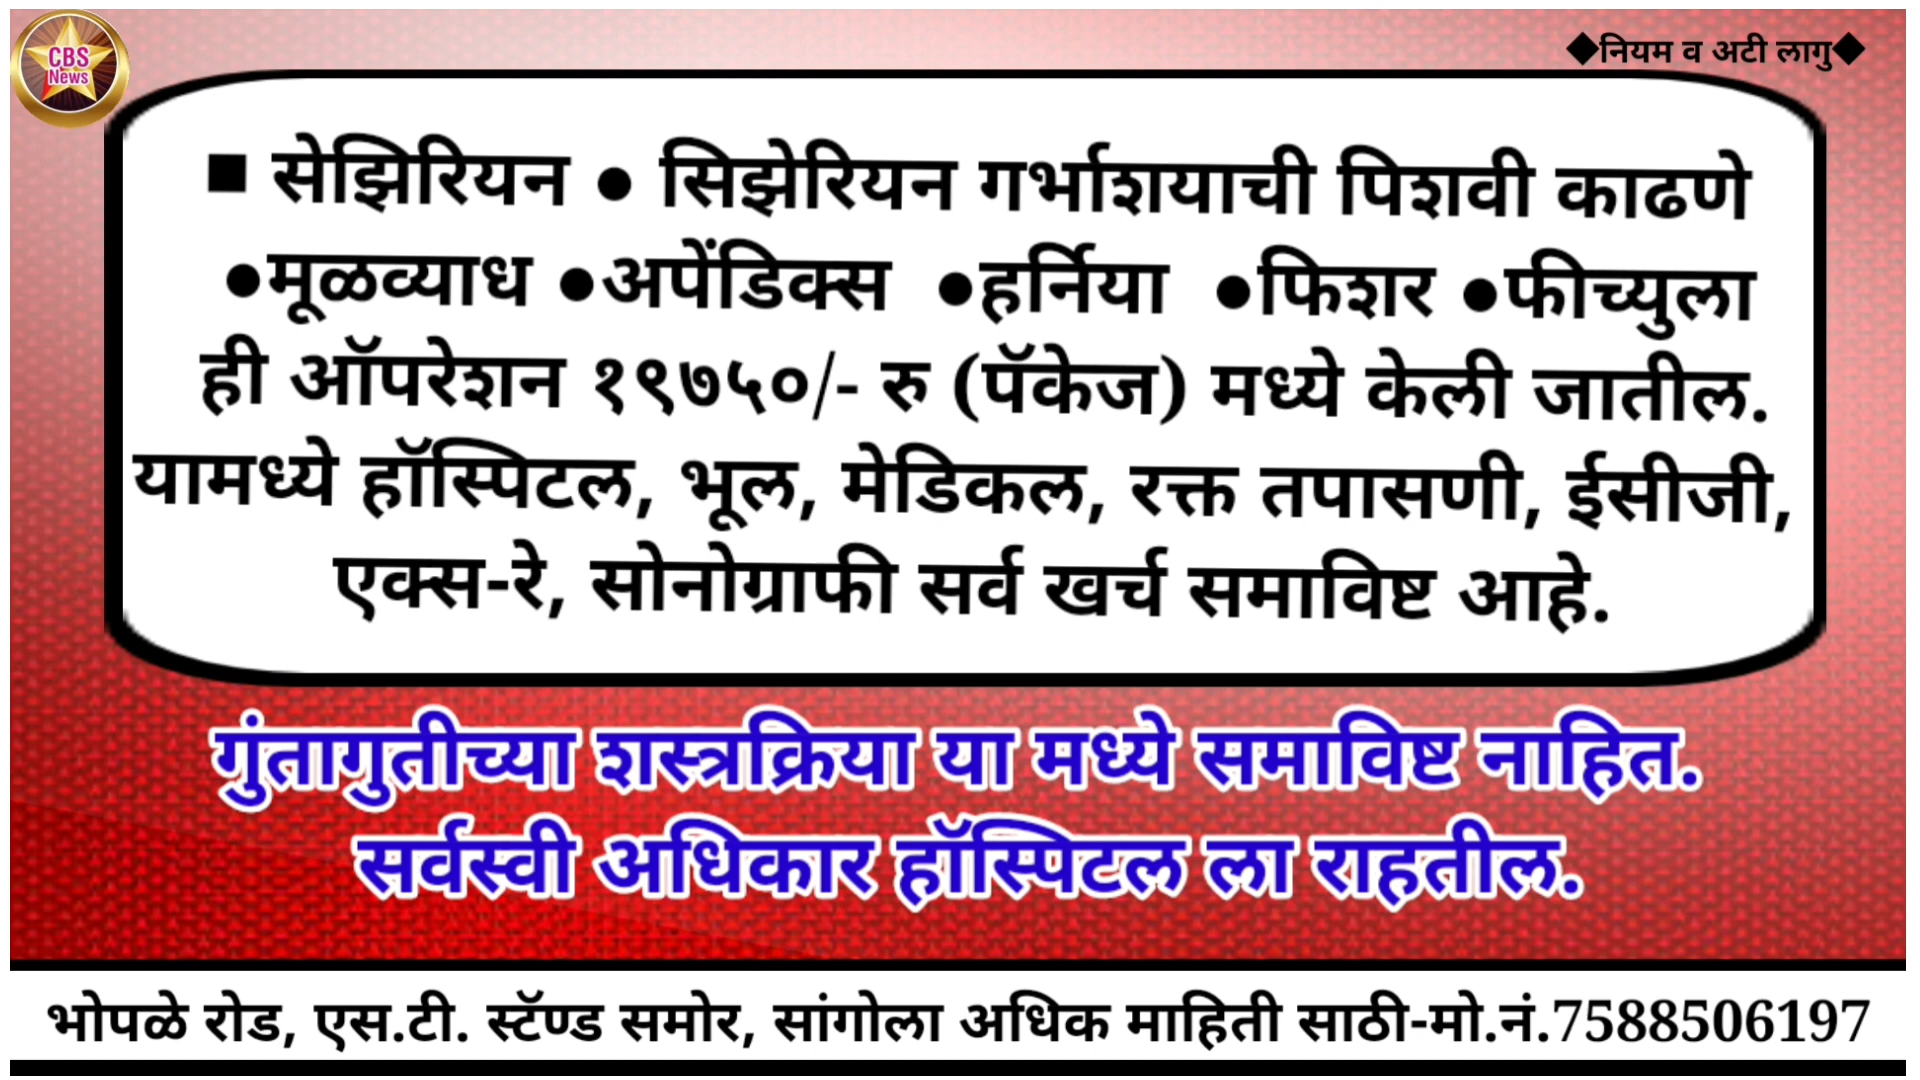 CBS
News
◆नियम व अटी लागु◆
■ सेझिरियन ● सिझेरियन गर्भाशयाची पिशवी काढणे
●मूळव्याध ●अपेंडिक्स ●हर्निया ●फिशर ●फीच्युला
ही ऑपरेशन १९७५०/- रु (पॅकेज) मध्ये केली जातील.
यामध्ये हॉस्पिटल, भूल, मेडिकल, रक्त तपासणी, ईसीजी,
एक्स-रे, सोनोग्राफी सर्व खर्च समाविष्ट आहे.
गुंतागुतीच्या शस्त्रक्रिया या मध्ये समाविष्ट नाहित.
सर्वस्वी अधिकार हॉस्पिटल ला राहतील.
भोपळे रोड, एस.टी. स्टॅण्ड समोर, सांगोला अधिक माहिती साठी-मो.नं.7588506197